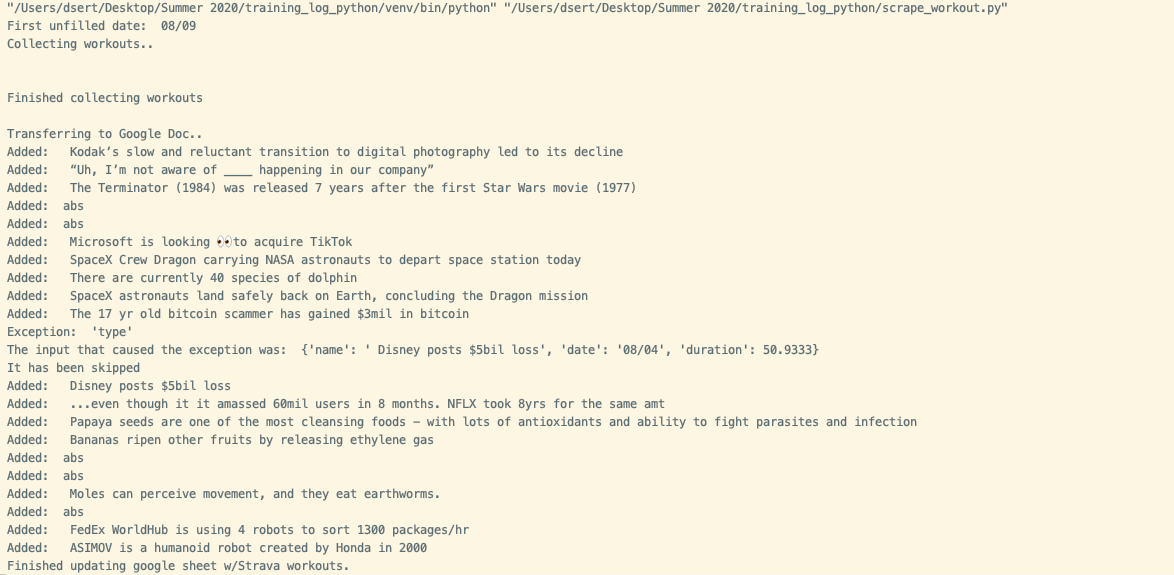 "/Users/dsert/Desktop/Summer 2020/training_log_python/venv/bin/python" "/Users/dsert/Desktop/Summer 2020/training_log_python/scrape_workout.py"
First unfilled date:  08/09
Collecting workouts..
Finished collecting workouts
Transferring to Google Doc..
Added:   Kodak’s slow and reluctant transition to digital photography led to its decline
Added:   “Uh, I’m not aware of ____ happening in our company”
Added:   The Terminator (1984) was released 7 years after the first Star Wars movie (1977)
Added:  abs
Added:  abs
Added:   Microsoft is looking 👀to acquire TikTok
Added:   SpaceX Crew Dragon carrying NASA astronauts to depart space station today
Added:   There are currently 40 species of dolphin
Added:   SpaceX astronauts land safely back on Earth, concluding the Dragon mission
Added:   The 17 yr old bitcoin scammer has gained $3mil in bitcoin
Exception:  'type'
The input that caused the exception was:  {'name': ' Disney posts $5bil loss', 'date': '08/04', 'duration': 50.9333}
It has been skipped
Added:   Disney posts $5bil loss
Added:   ...even though it it amassed 60mil users in 8 months. NFLX took 8yrs for the same amt
Added:   Papaya seeds are one of the most cleansing foods – with lots of antioxidants and ability to fight parasites and infection
Added:   Bananas ripen other fruits by releasing ethylene gas
Added:  abs
Added:  abs
Added:   Moles can perceive movement, and they eat earthworms.
Added:  abs
Added:   FedEx WorldHub is using 4 robots to sort 1300 packages/hr
Added:   ASIMOV is a humanoid robot created by Honda in 2000
Finished updating google sheet w/Strava workouts.